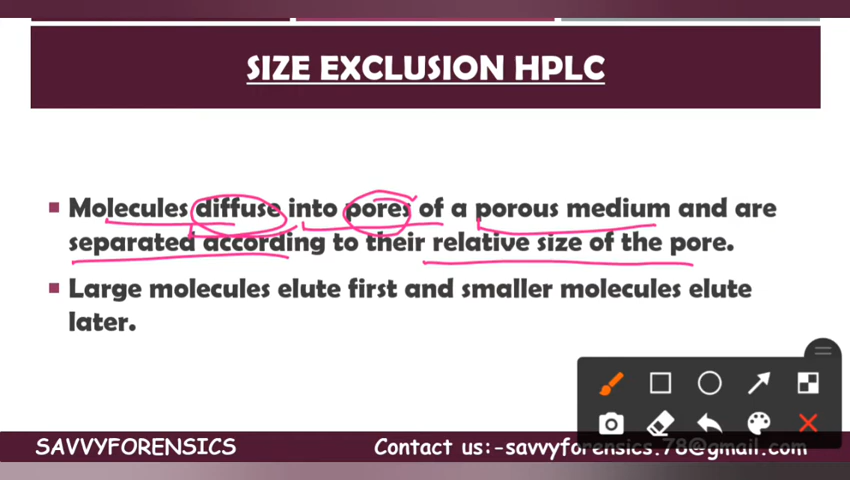 SIZE EXCLUSION HPLC
Molecules diffuse into pores of a porous medium and are
separated according to their relative size of the pore.
Large molecules elute first and smaller molecules elute
later.
SAVVYFORENSICS
Contact us:-savvyforensics.78@gmail.com